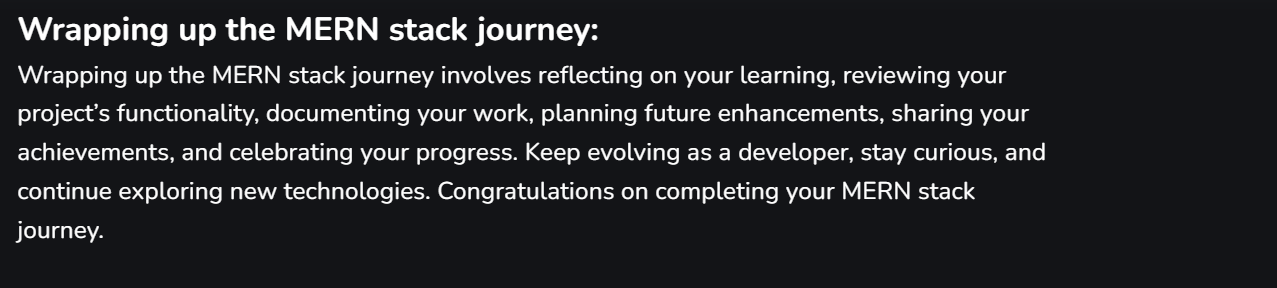 Wrapping up the MERN stack journey:
Wrapping up the MERN stack journey involves reflecting on your learning, reviewing your
project’s functionality, documenting your work, planning future enhancements, sharing your
achievements, and celebrating your progress. Keep evolving as a developer, stay curious, and
continue exploring new technologies. Congratulations on completing your MERN stack
journey.